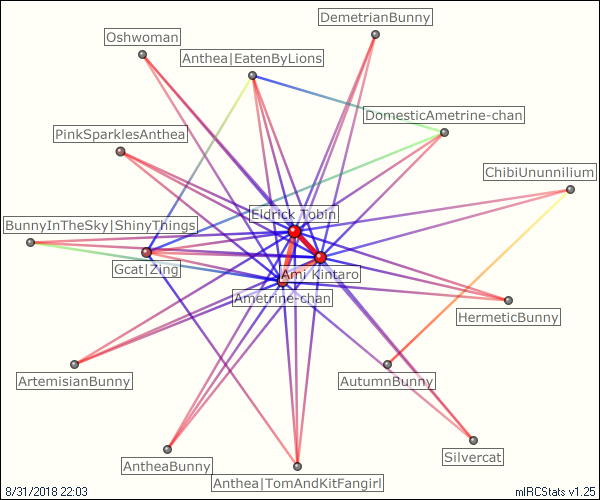 DemetrianBunny
Oshwoman
Anthea|EatenByLions
DomesticAmetrine-chan
PinkSparklesAnthea
ChibiUnunnilium
Eldrick Tobin
BunnyInTheSky|ShinyThings
Gcat|Zing
Ami Kintaro
Ametrine-chan
HermeticBunny
ArtemisianBunny
AutumnBunny
Silvercat
AntheaBunny
Anthea|TomAndKitFangirl
8/31/2018 22:03
mIRCStats v1.25